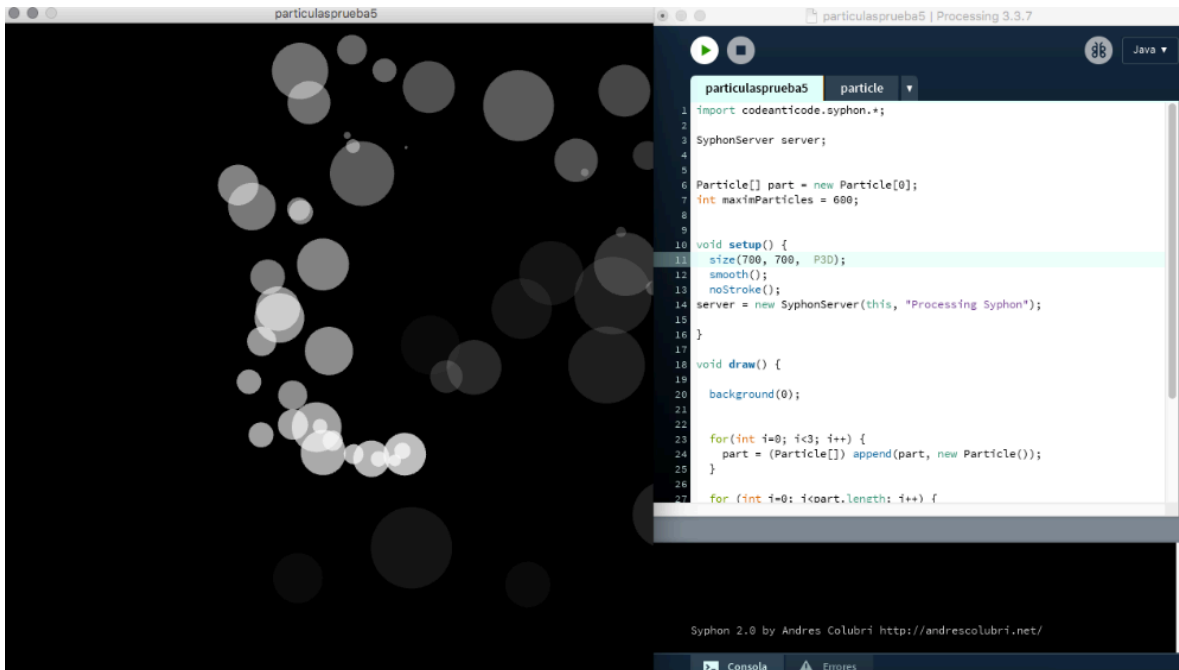 particulasprueba5
particulasprueba5 | Processing 3.3.7
Java ▼
particulasprueba5 particle ▼
1 import codeanticode.syphon.*;
2
3 SyphonServer server;
4
5
6 Particle[] part = new Particle[0];
7 int maximParticles = 600;
8
9
10 void setup() {
11 size(700, 700, P3D);
12 smooth();
13 noStroke();
14 server = new SyphonServer(this, "Processing Syphon");
15
16 }
17
18 void draw() {
19
20 background(0);
21
22
23 for(int i=0; i<3; i++) {
24 part = (Particle[]) append(part, new Particle());
25 }
26
27 for (int i=0; i<part.length; i++) {
Syphon 2.0 by Andres Colubri http://andrescolubri.net/
Consola Errores